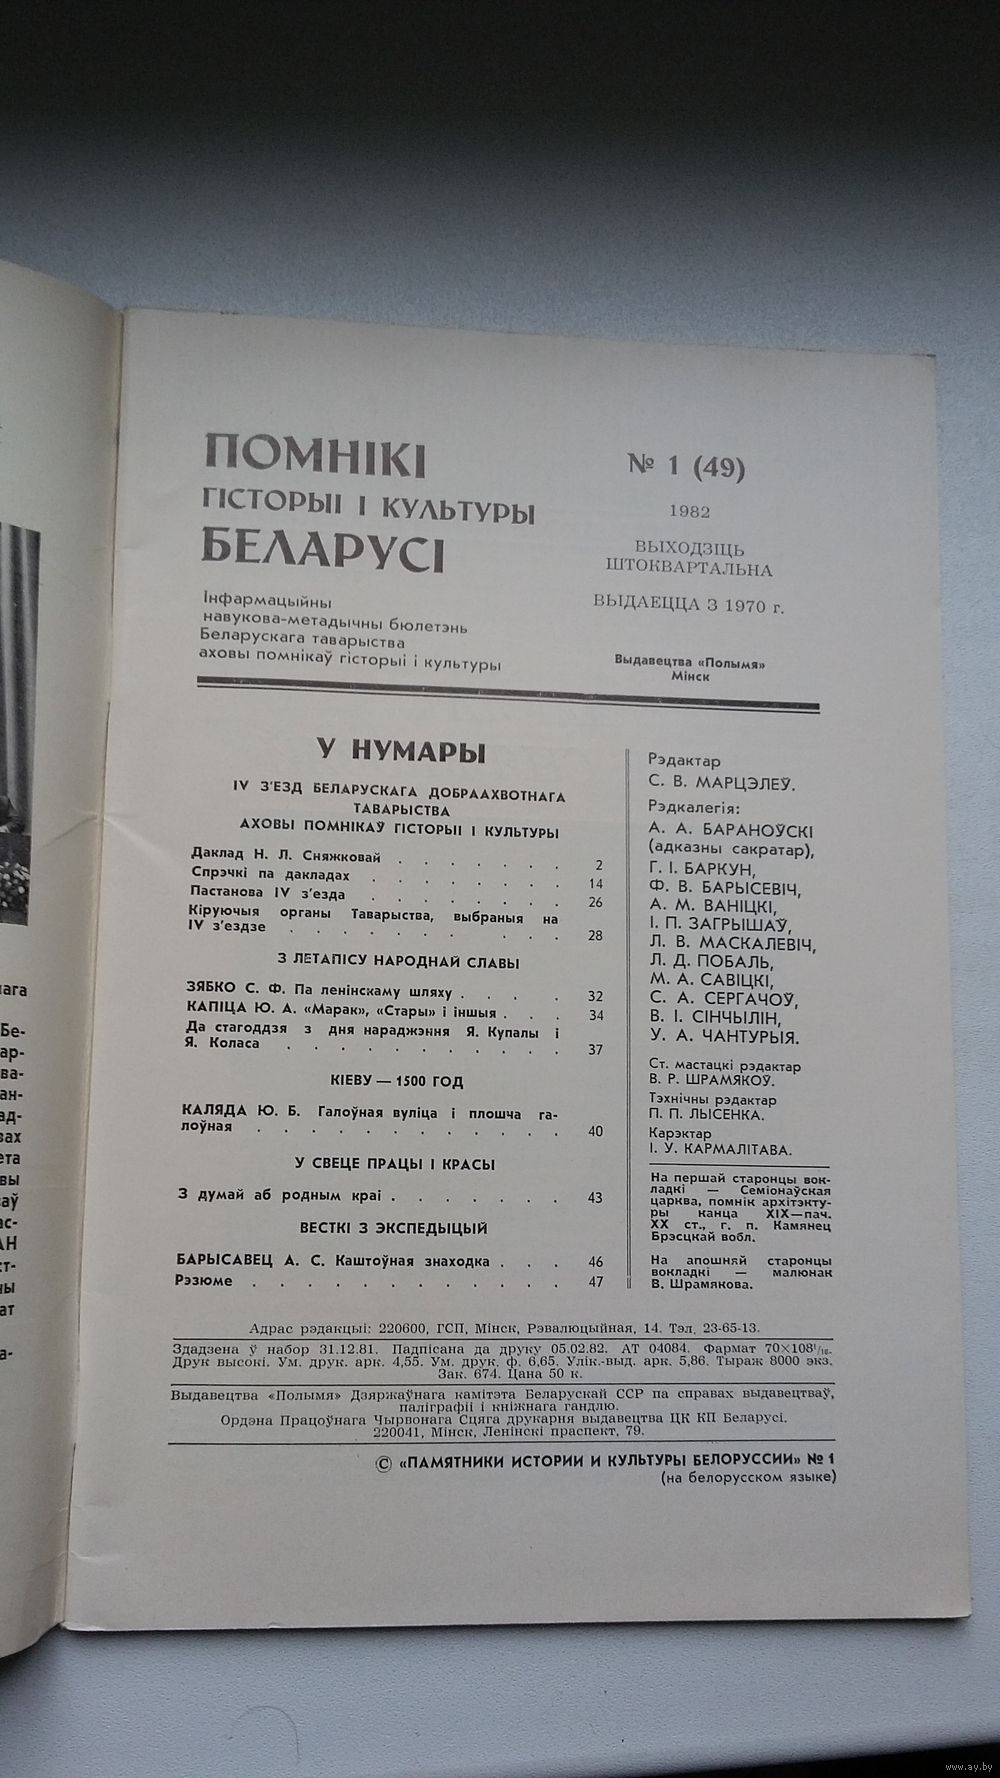 ПОМНІКІ
ГІСТОРЫІ І КУЛЬТУРЫ
БЕЛАРУСІ
Інфармацыйны
навукова-метадычны бюлетэнь
Беларускага таварыства
аховы помнікаў гісторыі і культуры
№ 1 (49)
1982
ВЫХОДЗІЦЬ
ШТОКВАРТАЛЬНА
ВЫДАЕЦЦА З 1970 г.
Выдавецтва «Полымя»
Мінск
У НУМАРЫ
IV З'ЕЗД БЕЛАРУСКАГА ДОБРААХВОТНАГА
ТАВАРЫСТВА
АХОВЫ ПОМНІКАЎ ГІСТОРЫІ І КУЛЬТУРЫ
Даклад Н. Л. Сняжковай . . . . . . . 2
Спрэчкі па дакладах . . . . . . . 14
Пастанова IV з'езда . . . . . . . 26
Кіруючыя органы Таварыства, выбраныя на
IV з'ездзе . . . . . . . . . . 28
З ЛЕТАПІСУ НАРОДНАЙ СЛАВЫ
ЗЯБКО С. Ф. Па ленінскаму шляху . . . . 32
КАПІЦА Ю. А. «Марак», «Стары» і іншыя . . . 34
Да стагоддзя з дня нараджэння Я. Купалы і
Я. Коласа . . . . . . . . . . . 37
КІЕВУ — 1500 ГОД
КАЛЯДА Ю. Б. Галоўная вуліца і плошча га-
лоўная . . . . . . . . . . . . 40
У СВЕЦЕ ПРАЦЫ І КРАСЫ
З думай аб родным краі . . . . . . . 43
ВЕСТКІ З ЭКСПЕДЫЦЫЙ
БАРЫСАВЕЦ А. С. Каштоўная знаходка . . . 46
Рэзюме . . . . . . . . . . . . 47
Рэдактар
С. В. МАРЦЭЛЕЎ.
Рэдкалегія:
А. А. БАРАНОЎСКІ
(адказны сакратар),
Г. І. БАРКУН,
Ф. В. БАРЫСЕВІЧ,
А. М. ВАНІЦКІ,
І. П. ЗАГРЫШАЎ,
Л. В. МАСКАЛЕВІЧ,
Л. Д. ПОБАЛЬ,
М. А. САВІЦКІ,
С. А. СЕРГАЧОЎ,
В. І. СІНЧЫЛІН,
У. А. ЧАНТУРЫЯ.
Ст. мастацкі рэдактар
В. Р. ШРАМЯКОЎ.
Тэхнічны рэдактар
П. П. ЛЫСЕНКА.
Карэктар
І. У. КАРМАЛІТАВА.
На першай старонцы вок-
ладкі — Семіонаўская
царква, помнік архітэкту-
ры канца XIX—пач.
XX ст., г. п. Камянец
Брэсцкай вобл.
На апошняй старонцы
вокладкі — малюнак
В. Шрамякова.
Адрас рэдакцыі: 220600, ГСП, Мінск, Рэвалюцыйная, 14. Тэл. 23-65-13.
Здадзена ў набор 31.12.81. Падпісана да друку 05.02.82. АТ 04084. Фармат 70×108¹/₁₆.
Друк высокі. Ум. друк. арк. 4,55. Ум. друк. ф. 6,65. Улік.-выд. арк. 5,86. Тыраж 8000 экз.
Зак. 674. Цана 50 к.
Выдавецтва «Полымя» Дзяржаўнага камітэта Беларускай ССР па справах выдавецтваў,
паліграфіі і кніжнага гандлю.
Ордэна Працоўнага Чырвонага Сцяга друкарня выдавецтва ЦК КП Беларусі.
220041, Мінск, Ленінскі праспект, 79.
© «ПАМЯТНИКИ ИСТОРИИ И КУЛЬТУРЫ БЕЛОРУССИИ» № 1
(на белорусском языке)
www.ay.by